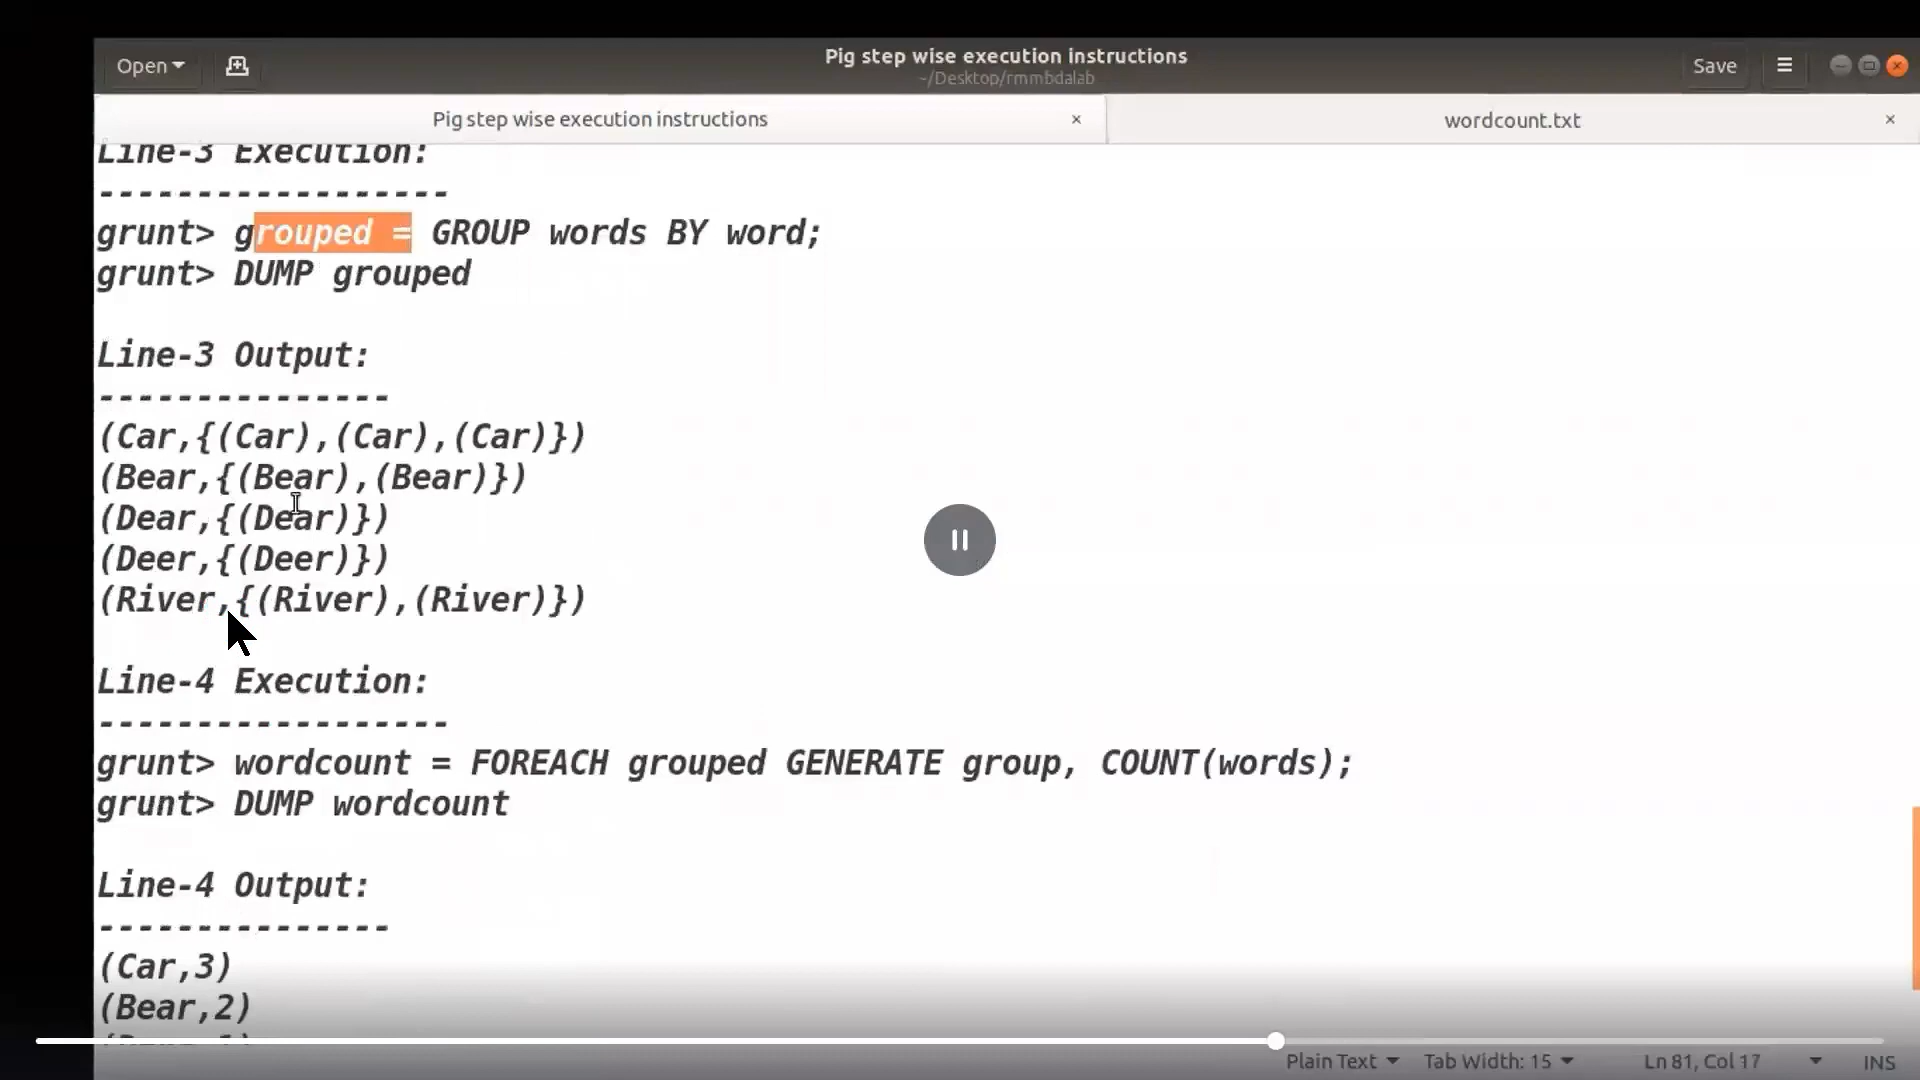 Open
Pig step wise execution instructions
~/Desktop/rmmbdalab
Save
Pig step wise execution instructions
wordcount.txt
Line-3 Execution:
------------------
grunt> grouped = GROUP words BY word;
grunt> DUMP grouped
Line-3 Output:
---------------
(Car,{(Car),(Car),(Car)})
(Bear,{(Bear),(Bear)})
(Dear,{(Dear)})
(Deer,{(Deer)})
(River,{(River),(River)})
Line-4 Execution:
------------------
grunt> wordcount = FOREACH grouped GENERATE group, COUNT(words);
grunt> DUMP wordcount
Line-4 Output:
---------------
(Car,3)
(Bear,2)
Plain Text Tab Width: 15 Ln 81, Col 17 INS